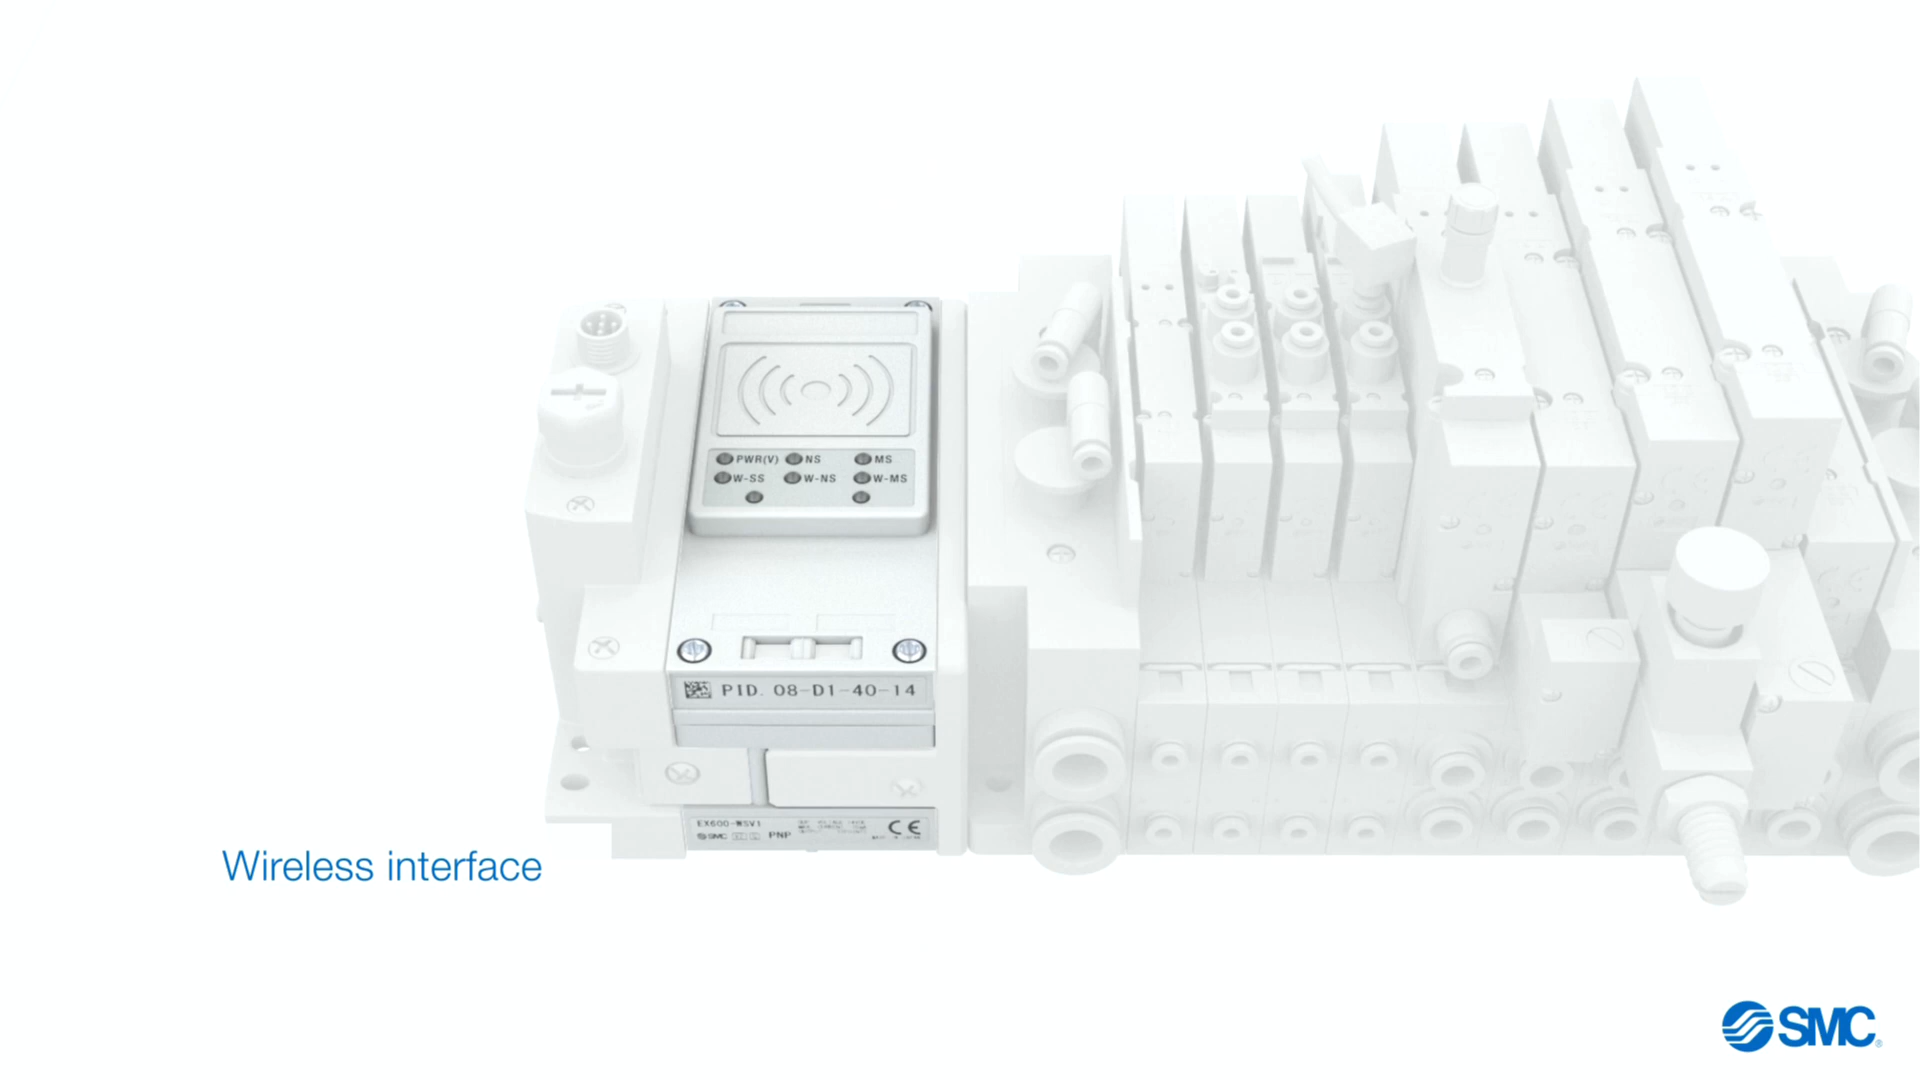 PWR(V) NS MS
W-SS W-NS W-MS
PID. 08-D1-40-14
EX600-WSV1
SMC PNP CE
Wireless interface
SMC®